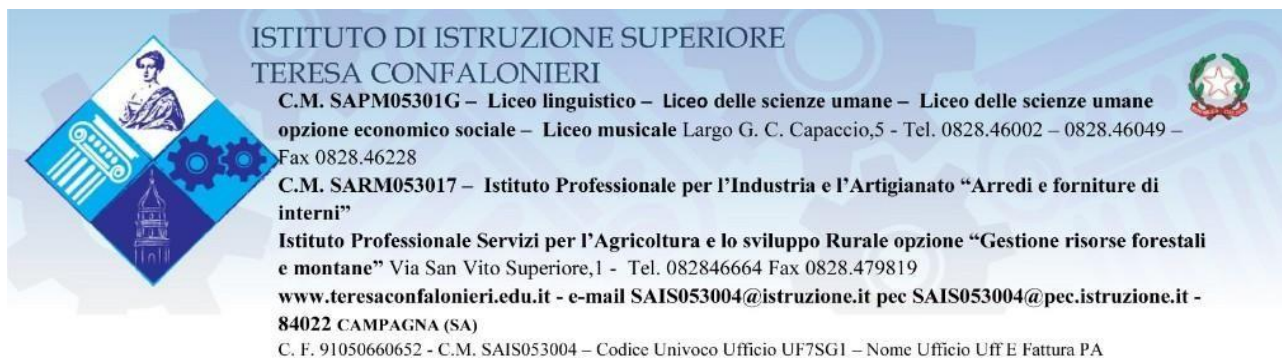 ISTITUTO DI ISTRUZIONE SUPERIORE
TERESA CONFALONIERI
C.M. SAPM05301G – Liceo linguistico – Liceo delle scienze umane – Liceo delle scienze umane
opzione economico sociale – Liceo musicale Largo G. C. Capaccio,5 - Tel. 0828.46002 – 0828.46049 –
Fax 0828.46228
C.M. SARM053017 – Istituto Professionale per l’Industria e l’Artigianato “Arredi e forniture di
interni”
Istituto Professionale Servizi per l’Agricoltura e lo sviluppo Rurale opzione “Gestione risorse forestali
e montane” Via San Vito Superiore,1 - Tel. 082846664 Fax 0828.479819
www.teresaconfalonieri.edu.it - e-mail SAIS053004@istruzione.it pec SAIS053004@pec.istruzione.it -
84022 CAMPAGNA (SA)
C. F. 91050660652 - C.M. SAIS053004 – Codice Univoco Ufficio UF7SG1 – Nome Ufficio Uff E Fattura PA